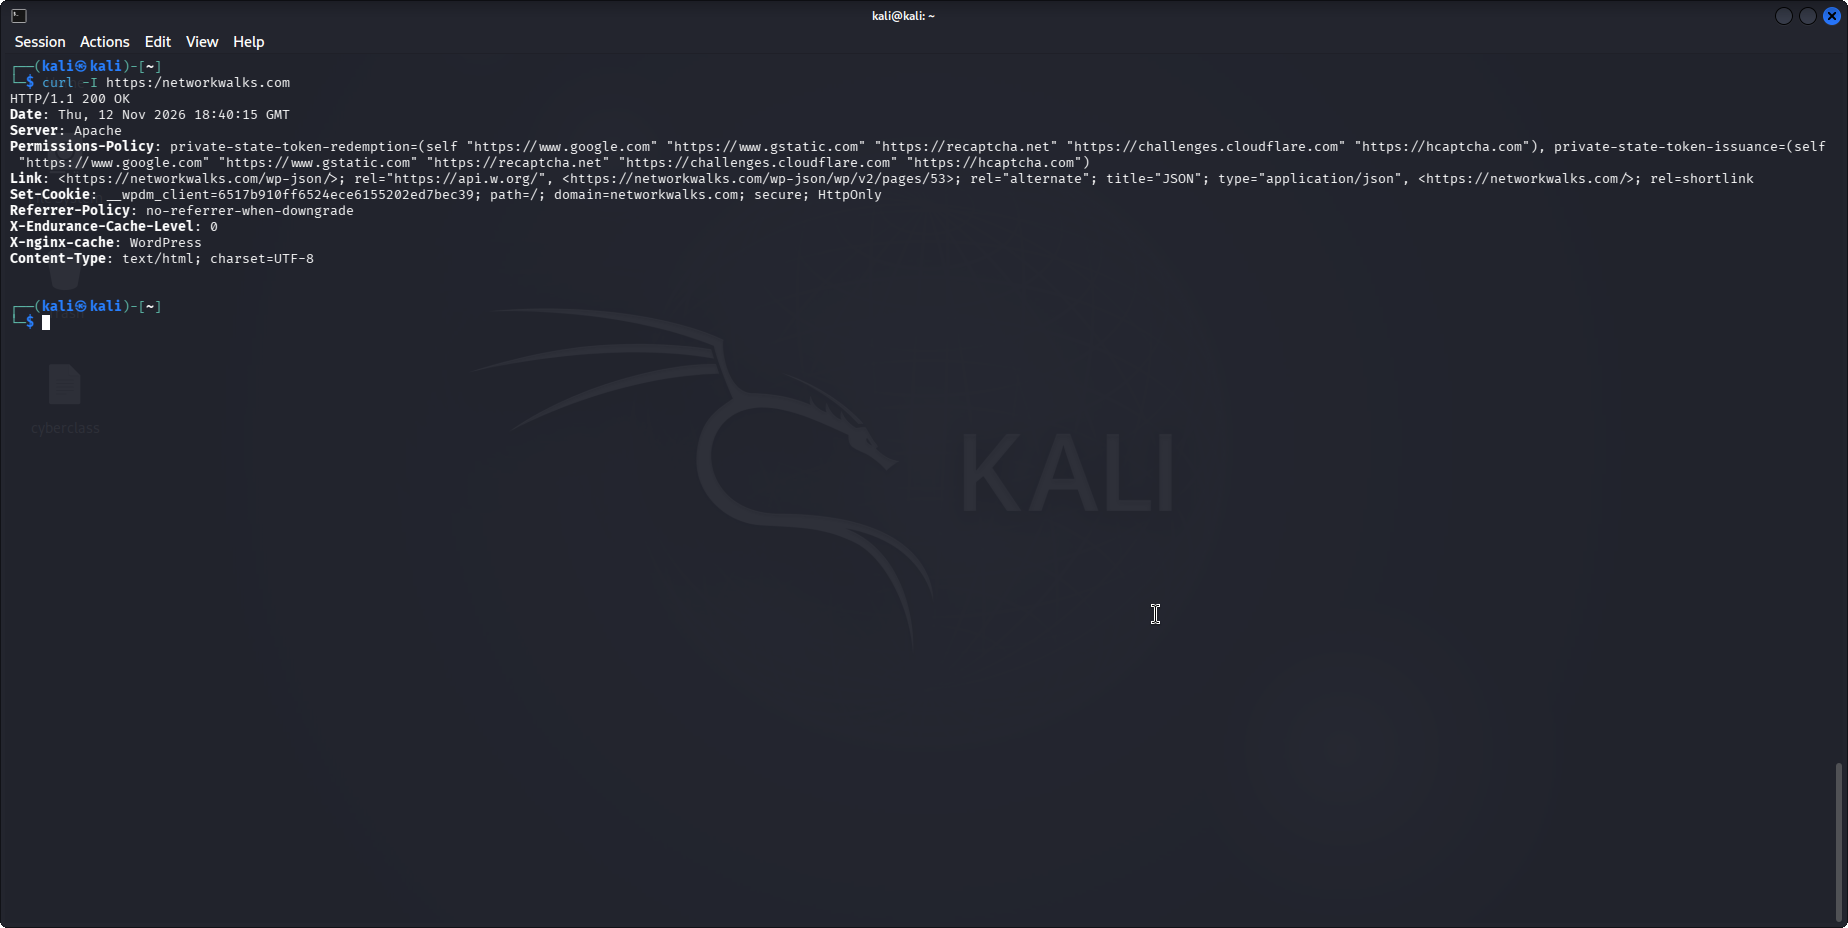 kali@kali: ~
Session Actions Edit View Help
┌──(kali㉿kali)-[~]
└─$ curl -I https:/networkwalks.com
HTTP/1.1 200 OK
Date: Thu, 12 Nov 2026 18:40:15 GMT
Server: Apache
Permissions-Policy: private-state-token-redemption=(self "https://www.google.com" "https://www.gstatic.com" "https://recaptcha.net" "https://challenges.cloudflare.com" "https://hcaptcha.com"), private-state-token-issuance=(self
"https://www.google.com" "https://www.gstatic.com" "https://recaptcha.net" "https://challenges.cloudflare.com" "https://hcaptcha.com")
Link: <https://networkwalks.com/wp-json/>; rel="https://api.w.org/", <https://networkwalks.com/wp-json/wp/v2/pages/53>; rel="alternate"; title="JSON"; type="application/json", <https://networkwalks.com/>; rel=shortlink
Set-Cookie: __wpdm_client=6517b910ff6524ece6155202ed7bec39; path=/; domain=networkwalks.com; secure; HttpOnly
Referrer-Policy: no-referrer-when-downgrade
X-Endurance-Cache-Level: 0
X-nginx-cache: WordPress
Content-Type: text/html; charset=UTF-8
┌──(kali㉿kali)-[~]
└─$
cyberclass
KALI